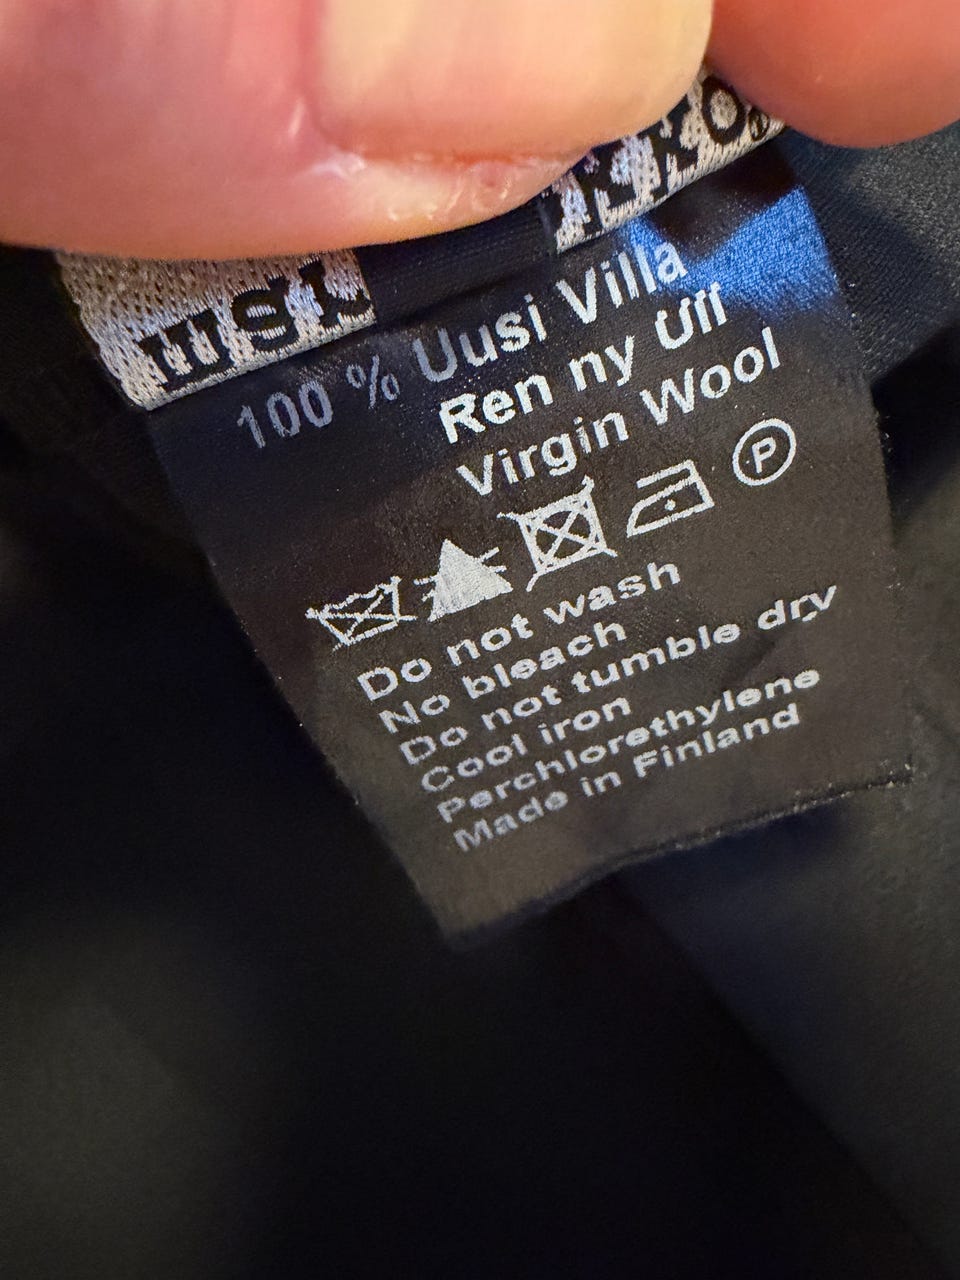 100 % Uusi Villa
Ren ny Ull
Virgin Wool
P
Do not wash
No bleach
Do not tumble dry
Cool iron
Perchlorethylene
Made in Finland